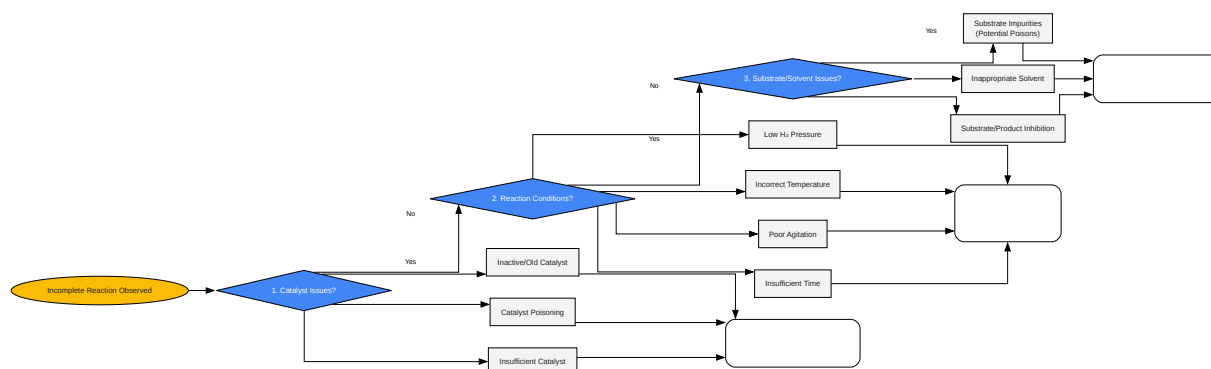 Yes
Substrate Impurities
(Potential Poisons)
3. Substrate/Solvent Issues?
Inappropriate Solvent
No
Substrate/Product Inhibition
Low H₂ Pressure
Yes
2. Reaction Conditions?
Incorrect Temperature
No
Poor Agitation
Yes
Inactive/Old Catalyst
Insufficient Time
Incomplete Reaction Observed
1. Catalyst Issues?
Catalyst Poisoning
Insufficient Catalyst